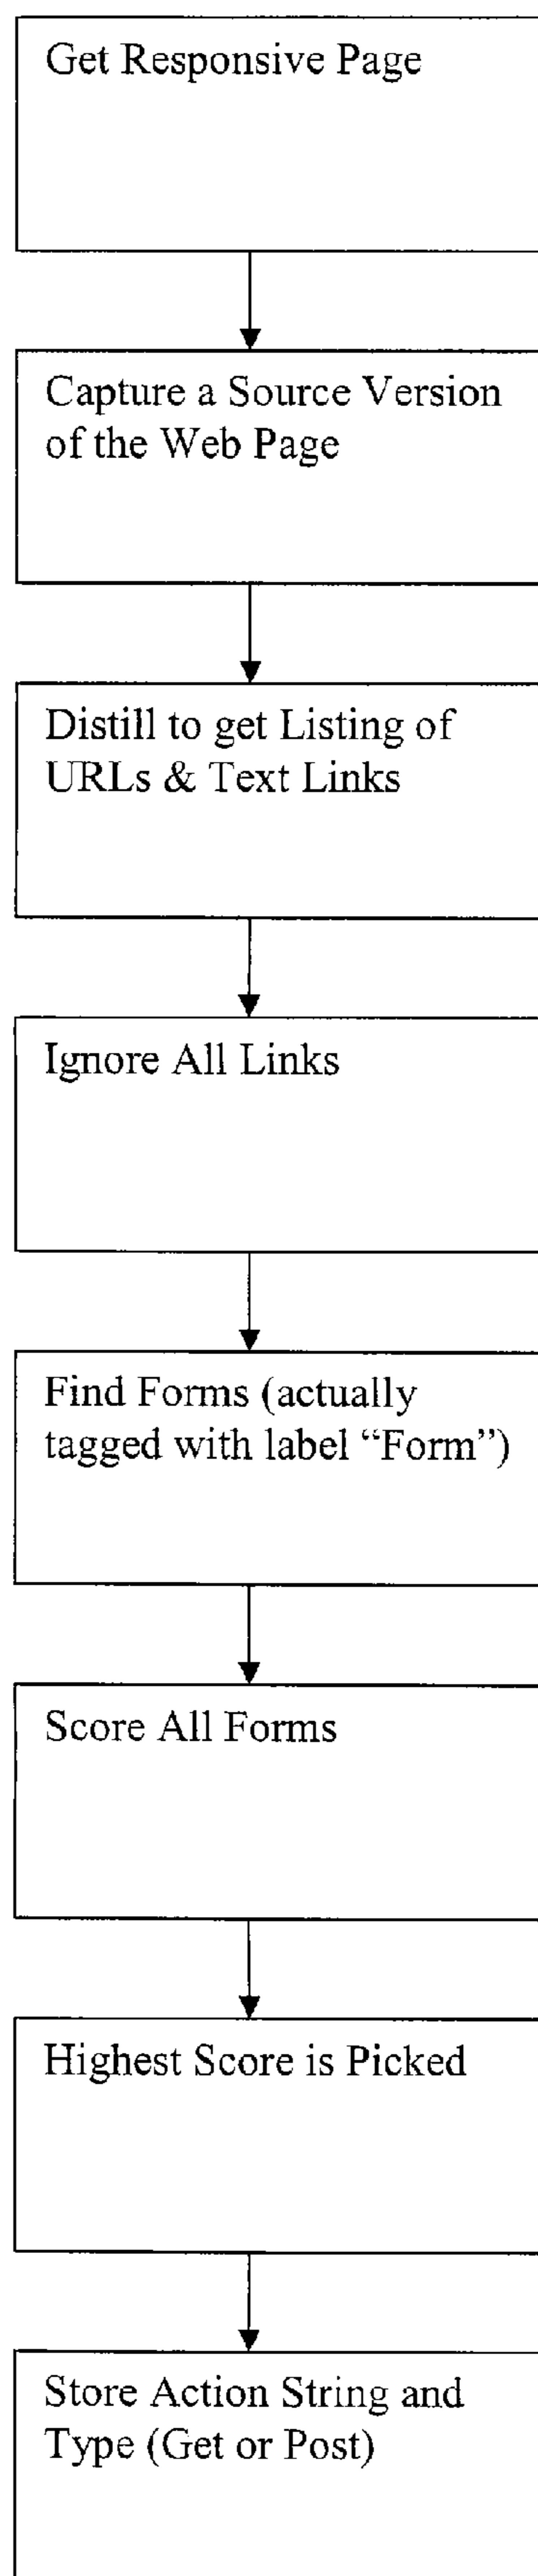 Get Responsive Page
Capture a Source Version
of the Web Page
Distill to get Listing of
URLs & Text Links
Ignore All Links
Find Forms (actually
tagged with label “Form”)
Score All Forms
Highest Score is Picked
Store Action String and
Type (Get or Post)